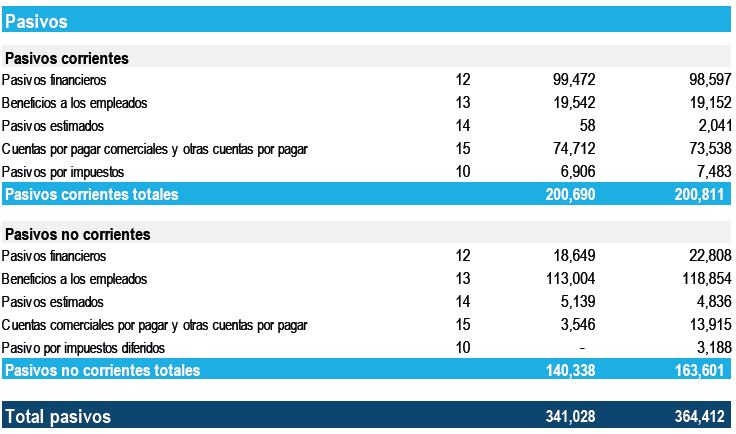 Pasivos
Pasivos corrientes
Pasivos financieros 12 99,472 98,597
Beneficios a los empleados 13 19,542 19,152
Pasivos estimados 14 58 2,041
Cuentas por pagar comerciales y otras cuentas por pagar 15 74,712 73,538
Pasivos por impuestos 10 6,906 7,483
Pasivos corrientes totales 200,690 200,811
Pasivos no corrientes
Pasivos financieros 12 18,649 22,808
Beneficios a los empleados 13 113,004 118,854
Pasivos estimados 14 5,139 4,836
Cuentas comerciales por pagar y otras cuentas por pagar 15 3,546 13,915
Pasivo por impuestos diferidos 10 - 3,188
Pasivos no corrientes totales 140,338 163,601
Total pasivos 341,028 364,412